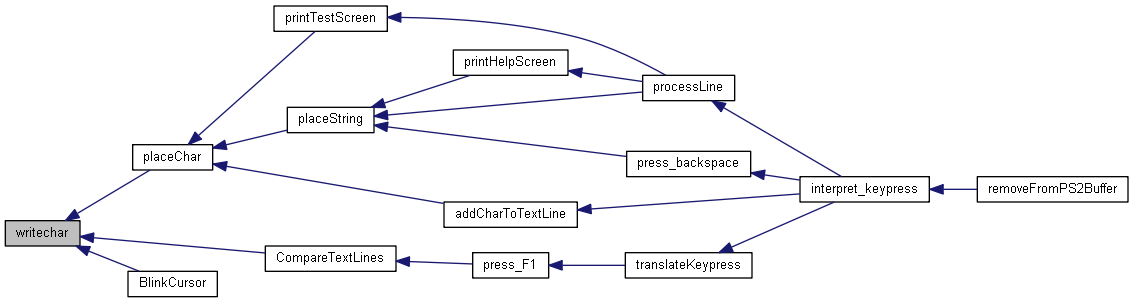 printTestScreen
printHelpScreen
processLine
placeString
placeChar
press_backspace
interpret_keypress
removeFromPS2Buffer
addCharToTextLine
writechar
CompareTextLines
press_F1
translateKeypress
BlinkCursor